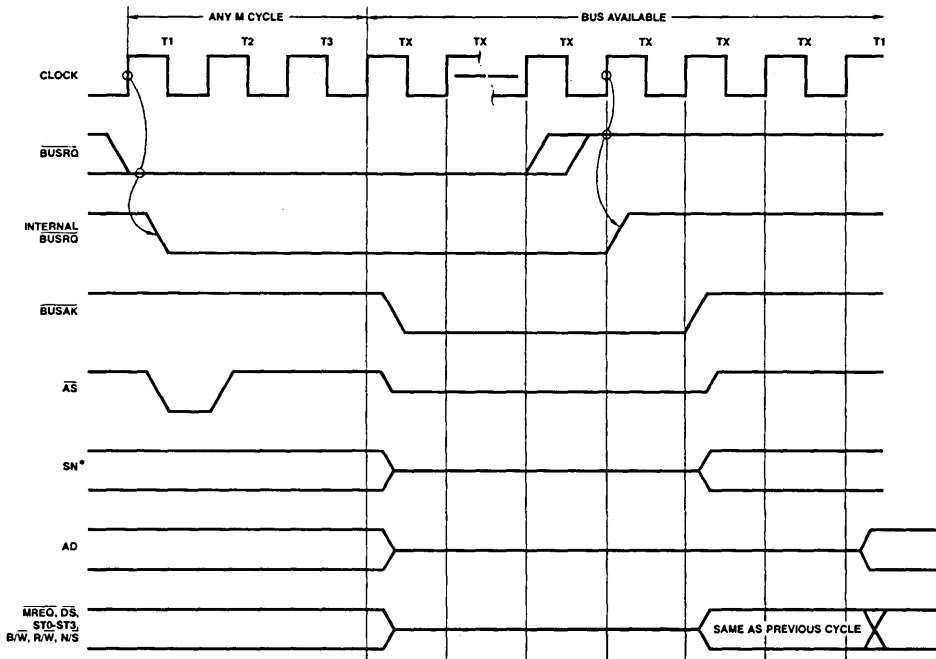 ANY M CYCLE
BUS AVAILABLE
T1 T2 T3 TX TX TX TX TX TX T1
CLOCK
BUSRQ
INTERNAL
BUSRQ
BUSAK
AS
SN*
AD
MREQ, DS,
ST0-ST3,
B/W, R/W, N/S
SAME AS PREVIOUS CYCLE